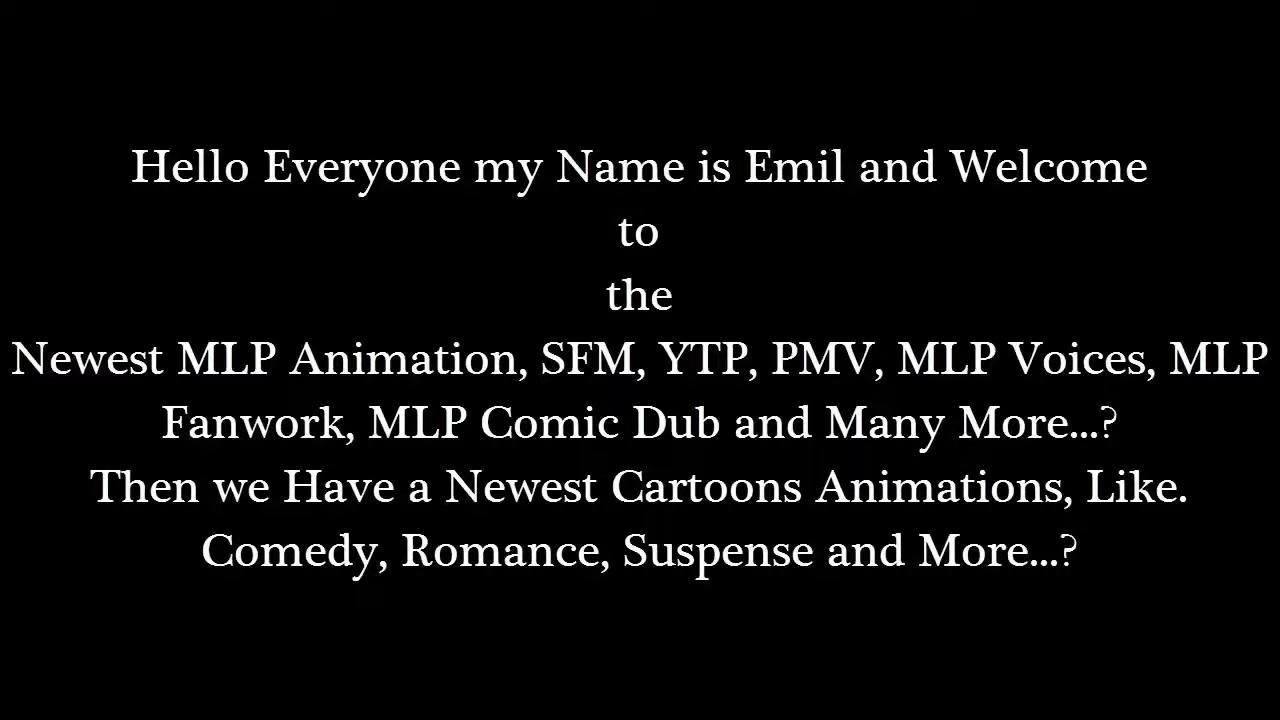 Hello Everyone my Name is Emil and Welcome
to
the
Newest MLP Animation, SFM, YTP, PMV, MLP Voices, MLP
Fanwork, MLP Comic Dub and Many More...?
Then we Have a Newest Cartoons Animations, Like.
Comedy, Romance, Suspense and More...?